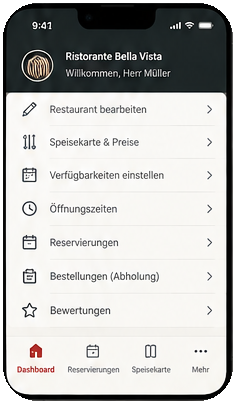 9:41
Ristorante Bella Vista
Willkommen, Herr Müller
Restaurant bearbeiten
Speisekarte & Preise
Verfügbarkeiten einstellen
Öffnungszeiten
Reservierungen
Bestellungen (Abholung)
Bewertungen
Dashboard Reservierungen Speisekarte Mehr